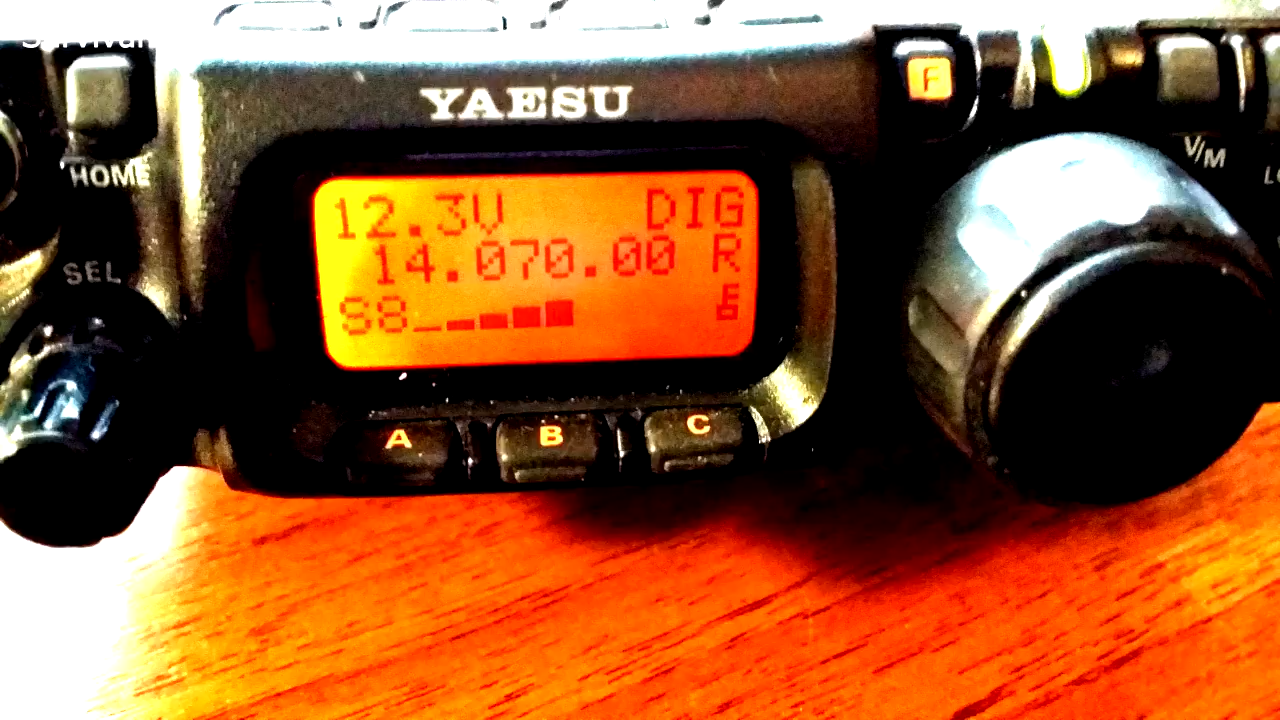 YAESU
F
HOME
V/M
12.3V DIG
14.070.00 R
S8
SEL
A B C